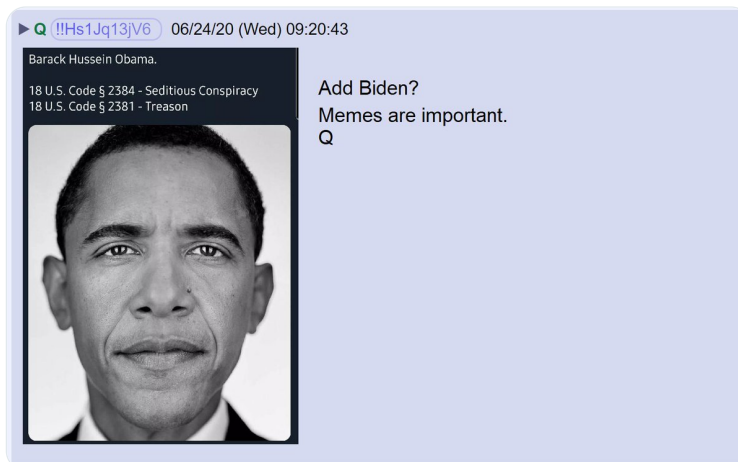 ▶ Q !!Hs1Jq13jV6 06/24/20 (Wed) 09:20:43
Barack Hussein Obama.
18 U.S. Code § 2384 - Seditious Conspiracy
18 U.S. Code § 2381 - Treason
Add Biden?
Memes are important.
Q